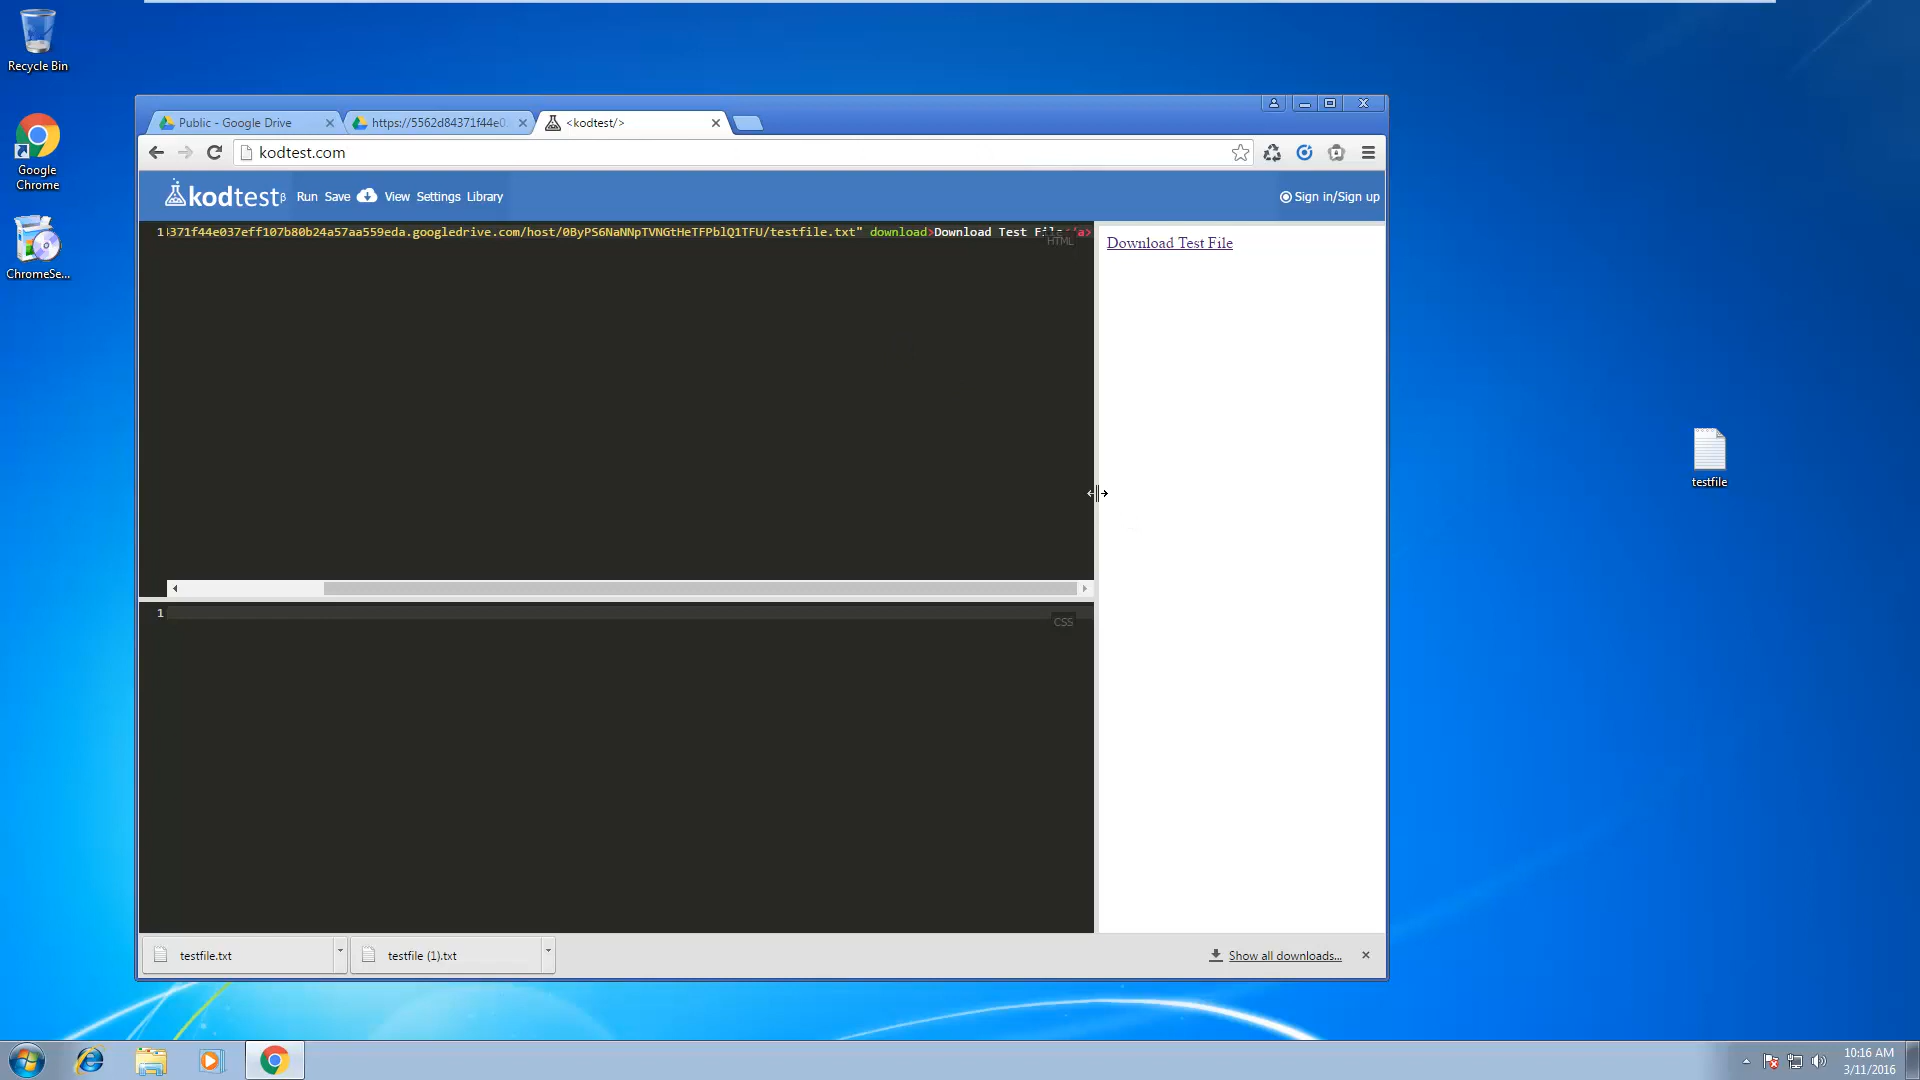 Recycle Bin
Google
Chrome
ChromeSe...
testfile
Public - Google Drive
https://5562d84371f44e0
<kodtest/>
kodtest.com
kodtestβ Run Save View Settings Library
Sign in/Sign up
1 371f44e037eff107b80b24a57aa559eda.googledrive.com/host/0ByPS6NaNNpTVNGtHeTFPblQ1TFU/testfile.txt" download>Download Test File</a>
HTML
Download Test File
1
CSS
testfile.txt
testfile (1).txt
Show all downloads...
10:16 AM
3/11/2016